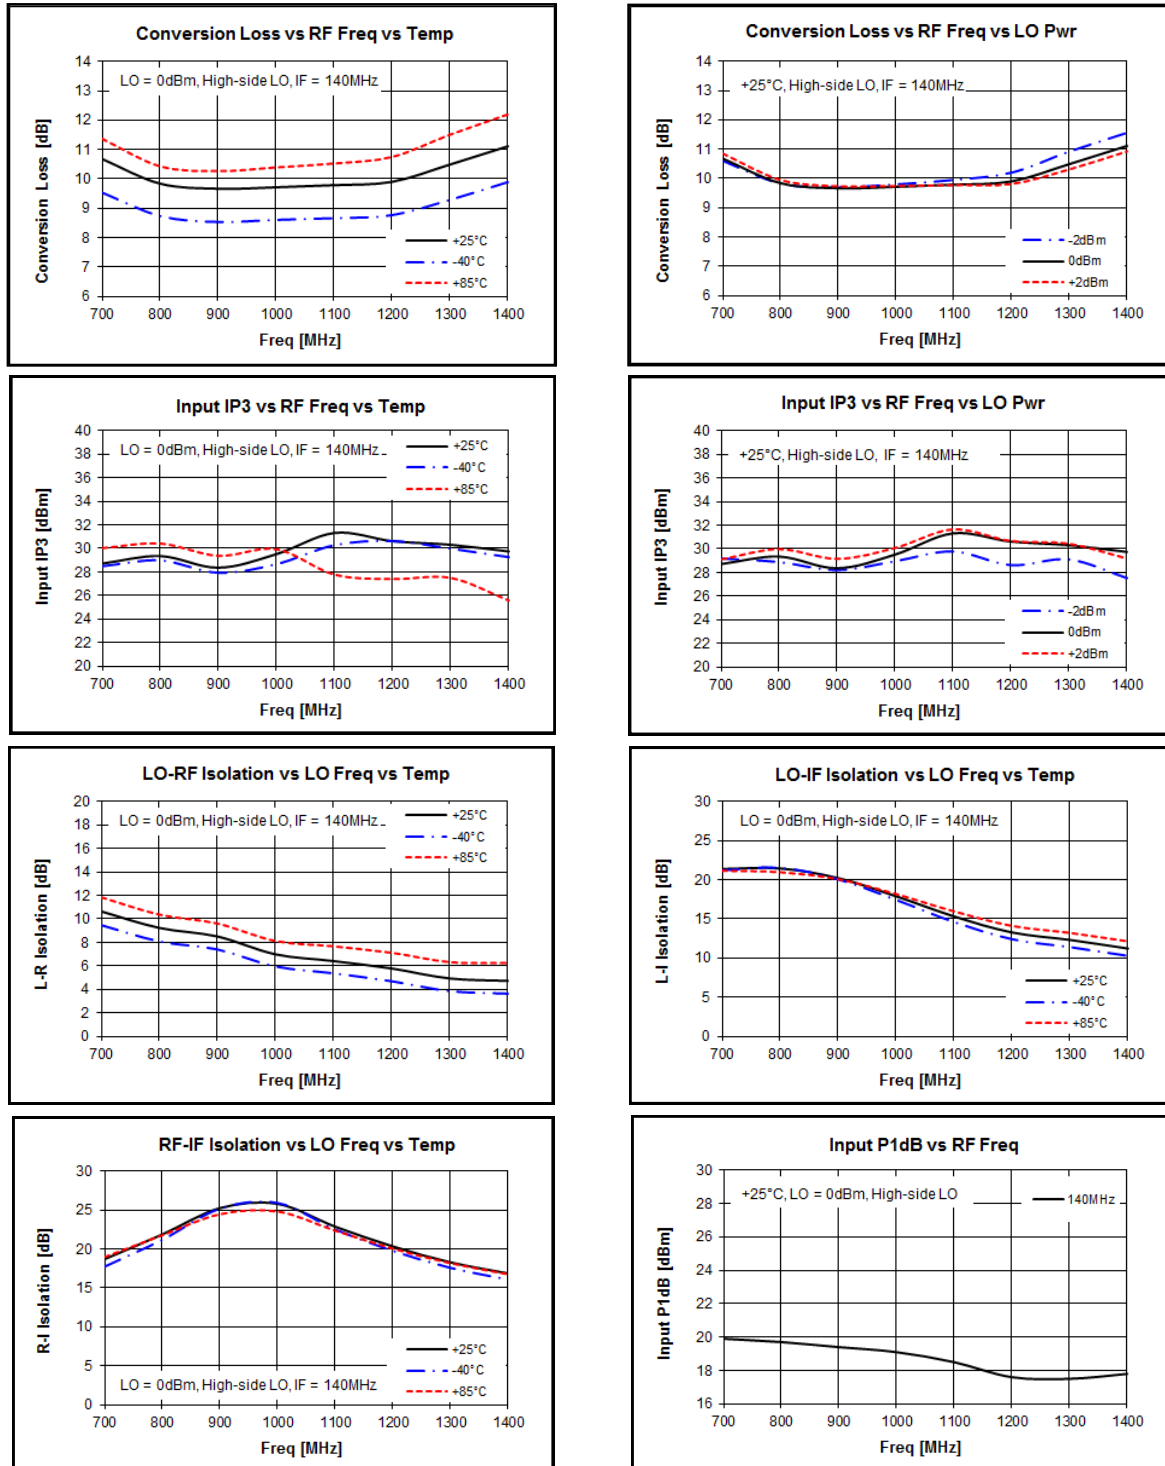 Conversion Loss vs RF Freq vs Temp
LO = 0dBm, High-side LO, IF = 140MHz
Conversion Loss [dB]
14
13
12
11
10
9
8
7
6
+25°C
-40°C
+85°C
700 800 900 1000 1100 1200 1300 1400
Freq [MHz]
Conversion Loss vs RF Freq vs LO Pwr
+25°C, High-side LO, IF = 140MHz
Conversion Loss [dB]
14
13
12
11
10
9
8
7
6
-2dBm
0dBm
+2dBm
700 800 900 1000 1100 1200 1300 1400
Freq [MHz]
Input IP3 vs RF Freq vs Temp
LO = 0dBm, High-side LO, IF = 140MHz
+25°C
-40°C
+85°C
Input IP3 [dBm]
40
38
36
34
32
30
28
26
24
22
20
700 800 900 1000 1100 1200 1300 1400
Freq [MHz]
Input IP3 vs RF Freq vs LO Pwr
+25°C, High-side LO, IF = 140MHz
Input IP3 [dBm]
40
38
36
34
32
30
28
26
24
22
20
-2dBm
0dBm
+2dBm
700 800 900 1000 1100 1200 1300 1400
Freq [MHz]
LO-RF Isolation vs LO Freq vs Temp
LO = 0dBm, High-side LO, IF = 140MHz
+25°C
-40°C
+85°C
L-R Isolation [dB]
20
18
16
14
12
10
8
6
4
2
0
700 800 900 1000 1100 1200 1300 1400
Freq [MHz]
LO-IF Isolation vs LO Freq vs Temp
LO = 0dBm, High-side LO, IF = 140MHz
L-I Isolation [dB]
30
25
20
15
10
5
0
+25°C
-40°C
+85°C
700 800 900 1000 1100 1200 1300 1400
Freq [MHz]
RF-IF Isolation vs LO Freq vs Temp
R-I Isolation [dB]
30
25
20
15
10
5
0
+25°C
-40°C
+85°C
LO = 0dBm, High-side LO, IF = 140MHz
700 800 900 1000 1100 1200 1300 1400
Freq [MHz]
Input P1dB vs RF Freq
+25°C, LO = 0dBm, High-side LO
140MHz
Input P1dB [dBm]
30
28
26
24
22
20
18
16
700 800 900 1000 1100 1200 1300 1400
Freq [MHz]